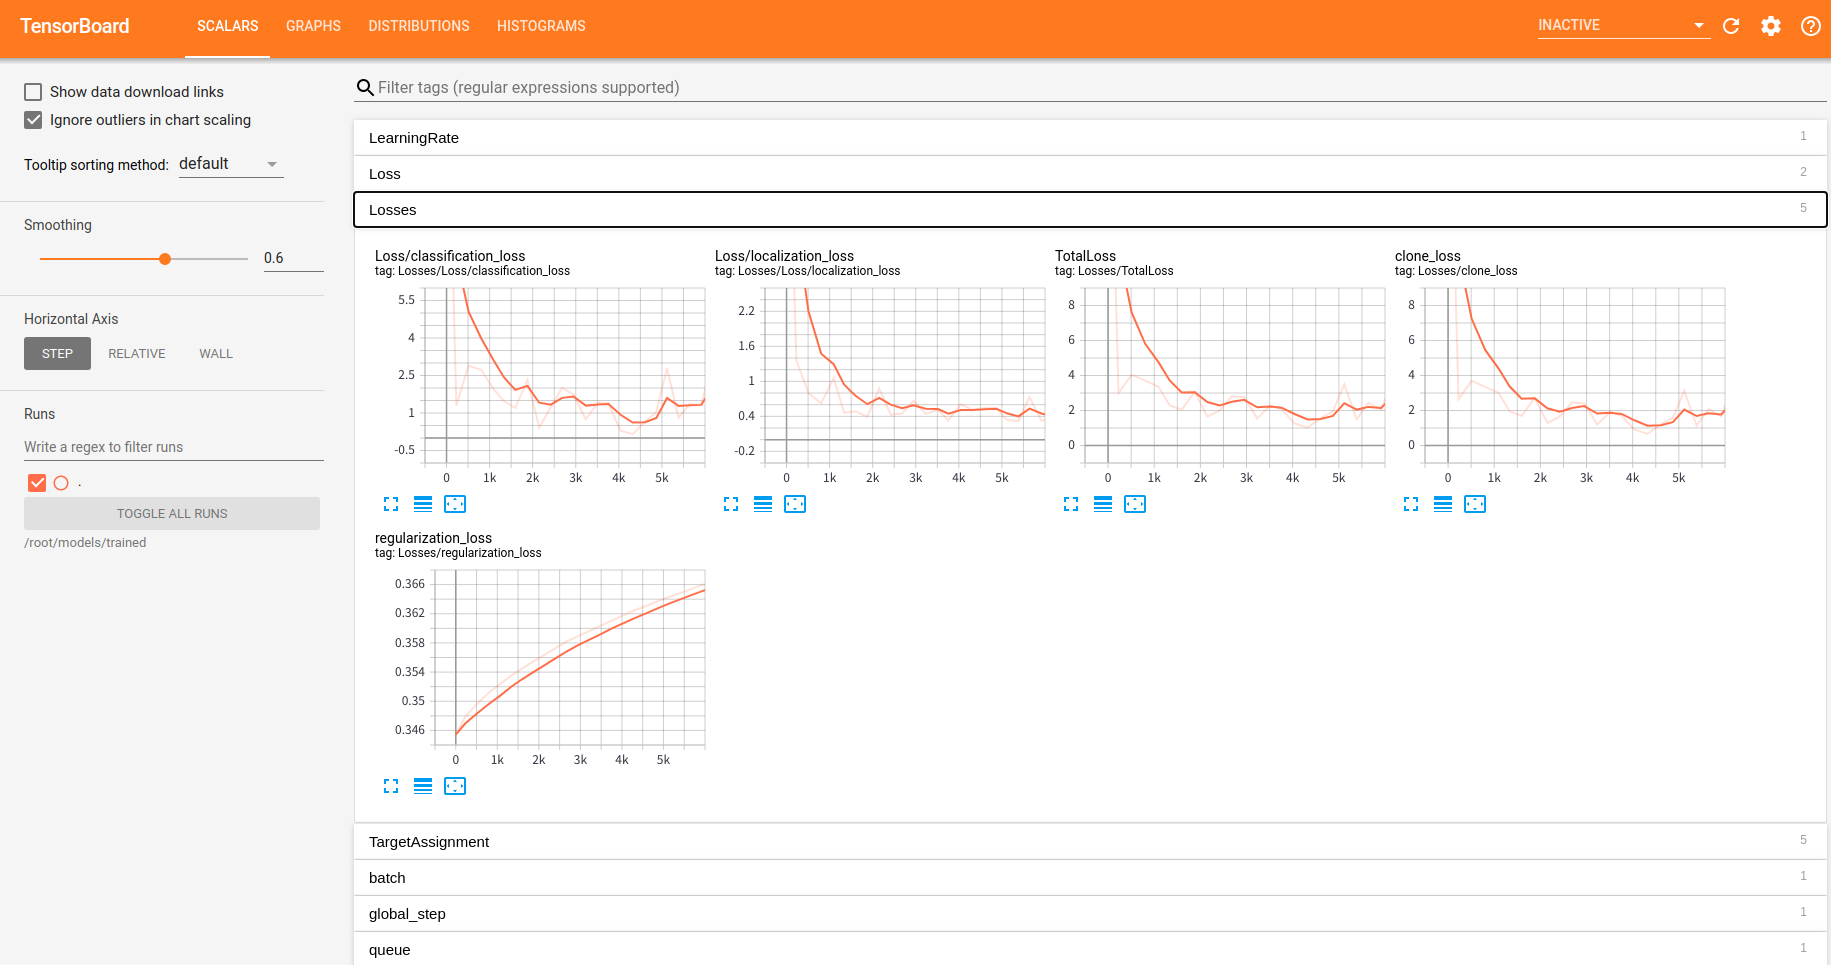 TensorBoard SCALARS GRAPHS DISTRIBUTIONS HISTOGRAMS INACTIVE
Show data download links
Ignore outliers in chart scaling
Tooltip sorting method: default
Smoothing
0.6
Horizontal Axis
STEP RELATIVE WALL
Runs
Write a regex to filter runs
.
TOGGLE ALL RUNS
/root/models/trained
Filter tags (regular expressions supported)
LearningRate 1
Loss 2
Losses 5
Loss/classification_loss
tag: Losses/Loss/classification_loss
5.5
4
2.5
1
-0.5
0 1k 2k 3k 4k 5k
Loss/localization_loss
tag: Losses/Loss/localization_loss
2.2
1.6
1
0.4
-0.2
0 1k 2k 3k 4k 5k
TotalLoss
tag: Losses/TotalLoss
8
6
4
2
0
0 1k 2k 3k 4k 5k
clone_loss
tag: Losses/clone_loss
8
6
4
2
0
0 1k 2k 3k 4k 5k
regularization_loss
tag: Losses/regularization_loss
0.366
0.362
0.358
0.354
0.35
0.346
0 1k 2k 3k 4k 5k
TargetAssignment 5
batch 1
global_step 1
queue 1